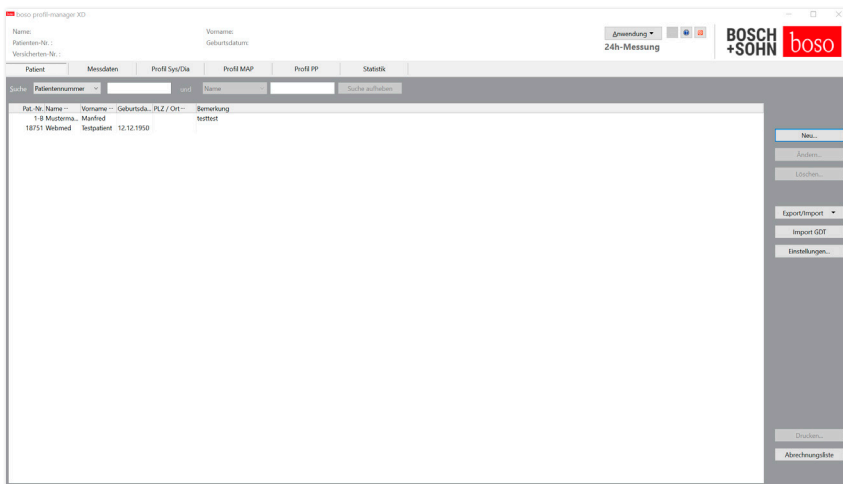 boso boso profil-manager XD
Name:
Vorname:
Anwendung
Patienten-Nr. :
Geburtsdatum:
Versicherten-Nr. :
24h-Messung
BOSCH
+SOHN
boso
Patient Messdaten Profil Sys/Dia Profil MAP Profil PP Statistik
Suche Patientennummer und Name Suche aufheben
Pat.-Nr. Name -- Vorname -- Geburtsda... PLZ / Ort -- Bemerkung
1-8 Musterma... Manfred testtest
18751 Webmed Testpatient 12.12.1950
Neu...
Ändern...
Löschen...
Export/Import
Import GDT
Einstellungen...
Drucken...
Abrechnungsliste